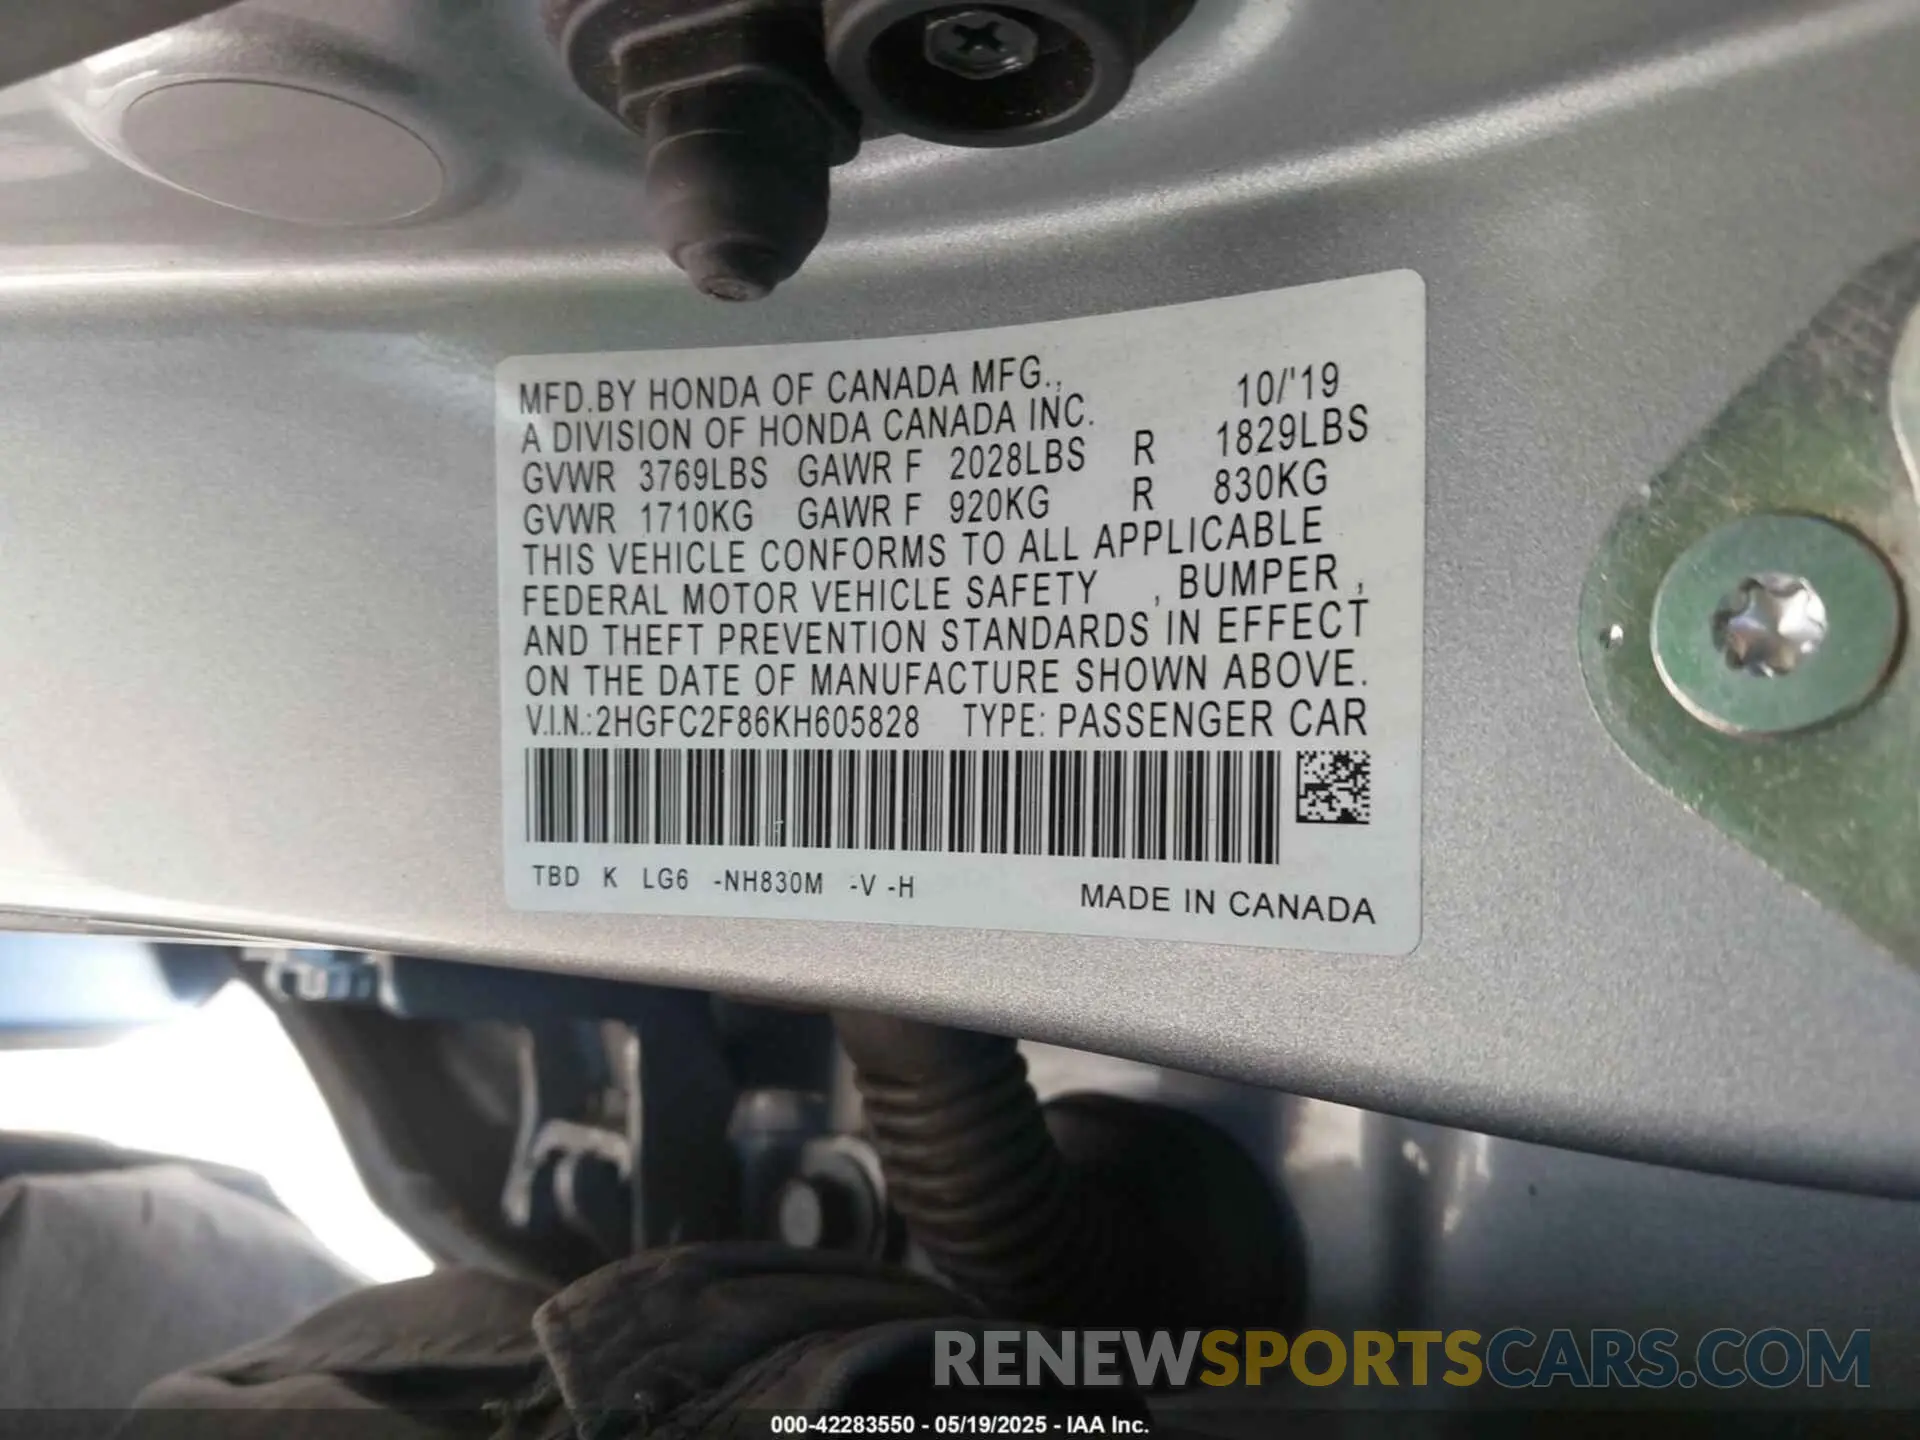 MFD.BY HONDA OF CANADA MFG., 10/'19
A DIVISION OF HONDA CANADA INC.
GVWR 3769LBS GAWR F 2028LBS R 1829LBS
GVWR 1710KG GAWR F 920KG R 830KG
THIS VEHICLE CONFORMS TO ALL APPLICABLE
FEDERAL MOTOR VEHICLE SAFETY , BUMPER ,
AND THEFT PREVENTION STANDARDS IN EFFECT
ON THE DATE OF MANUFACTURE SHOWN ABOVE.
V.I.N.:2HGFC2F86KH605828 TYPE: PASSENGER CAR
TBD K LG6 -NH830M -V -H
MADE IN CANADA
RENEWSPORTSCARS.COM
000-42283550 - 05/19/2025 - IAA Inc.